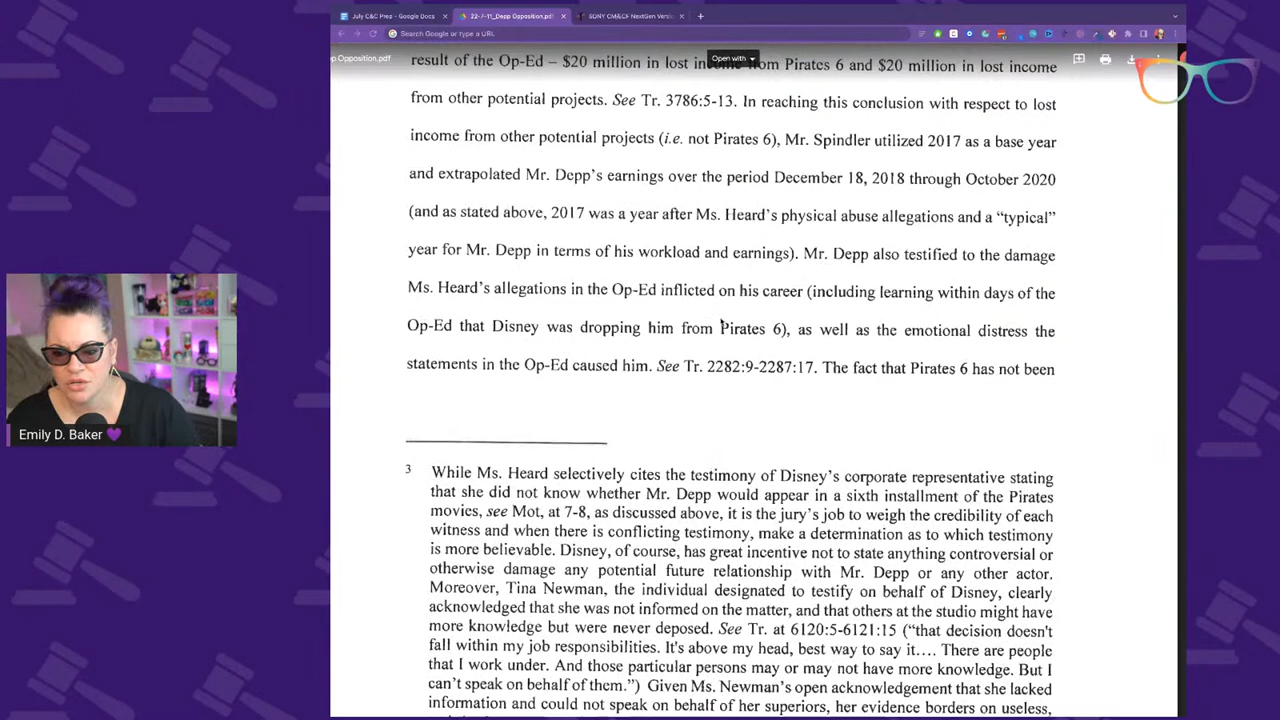 July C&C Prep - Google Docs
22-7-11_Depp Opposition.pdf
SDNY CM/ECF NextGen Versi
Search Google or type a URL
p Opposition.pdf
Open with
result of the Op-Ed – $20 million in lost income from Pirates 6 and $20 million in lost income
from other potential projects. See Tr. 3786:5-13. In reaching this conclusion with respect to lost
income from other potential projects (i.e. not Pirates 6), Mr. Spindler utilized 2017 as a base year
and extrapolated Mr. Depp's earnings over the period December 18, 2018 through October 2020
(and as stated above, 2017 was a year after Ms. Heard's physical abuse allegations and a “typical”
year for Mr. Depp in terms of his workload and earnings). Mr. Depp also testified to the damage
Ms. Heard's allegations in the Op-Ed inflicted on his career (including learning within days of the
Op-Ed that Disney was dropping him from Pirates 6), as well as the emotional distress the
statements in the Op-Ed caused him. See Tr. 2282:9-2287:17. The fact that Pirates 6 has not been
3 While Ms. Heard selectively cites the testimony of Disney's corporate representative stating
that she did not know whether Mr. Depp would appear in a sixth installment of the Pirates
movies, see Mot, at 7-8, as discussed above, it is the jury's job to weigh the credibility of each
witness and when there is conflicting testimony, make a determination as to which testimony
is more believable. Disney, of course, has great incentive not to state anything controversial or
otherwise damage any potential future relationship with Mr. Depp or any other actor.
Moreover, Tina Newman, the individual designated to testify on behalf of Disney, clearly
acknowledged that she was not informed on the matter, and that others at the studio might have
more knowledge but were never deposed. See Tr. at 6120:5-6121:15 (“that decision doesn't
fall within my job responsibilities. It's above my head, best way to say it.... There are people
that I work under. And those particular persons may or may not have more knowledge. But I
can't speak on behalf of them.”) Given Ms. Newman's open acknowledgement that she lacked
information and could not speak on behalf of her superiors, her evidence borders on useless,
Emily D. Baker 💜